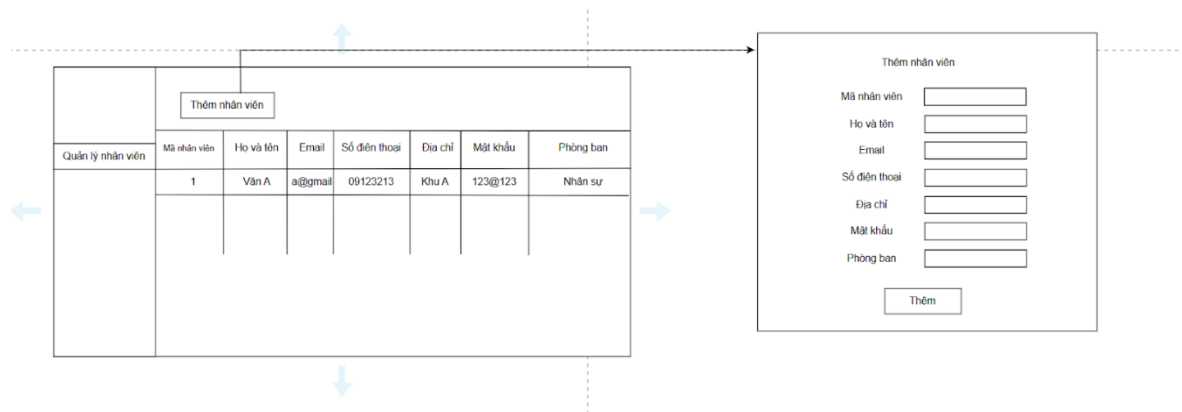 Thêm nhân viên
Quản lý nhân viên
Mã nhân viên Họ và tên Email Số điện thoại Địa chỉ Mật khẩu Phòng ban
1 Văn A a@gmail 09123213 Khu A 123@123 Nhân sự
Thêm nhân viên
Mã nhân viên
Họ và tên
Email
Số điện thoại
Địa chỉ
Mật khẩu
Phòng ban
Thêm